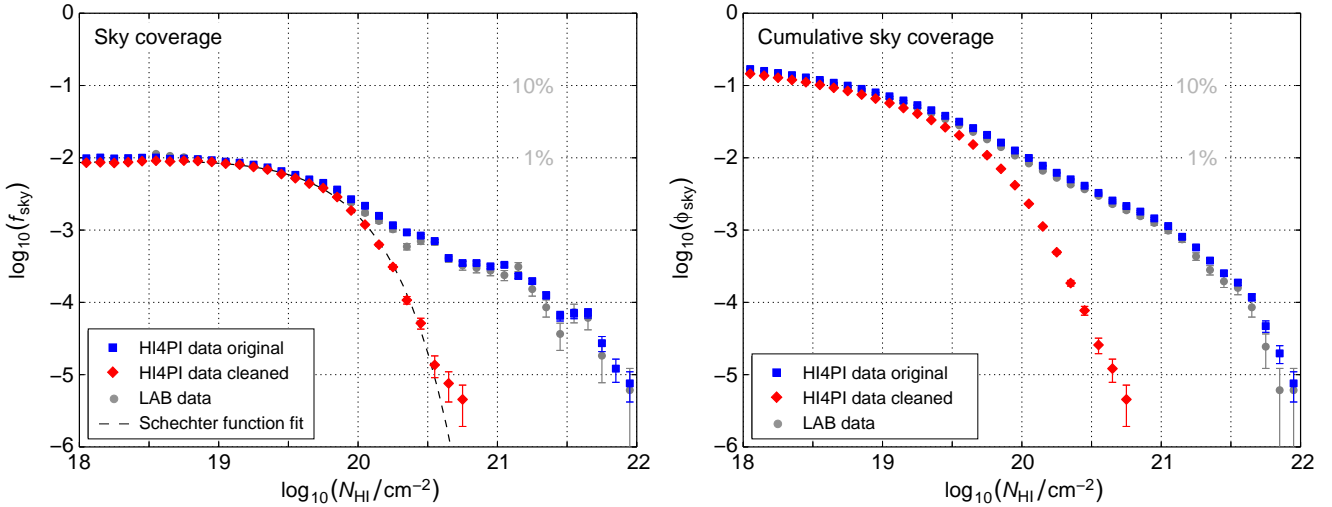 Sky coverage
10%
1%
HI4PI data original
HI4PI data cleaned
LAB data
Schechter function fit
0
−1
−2
−3
−4
−5
−6
18
19
20
21
22
log10(fsky)
log10(NHI/cm−2)
Cumulative sky coverage
10%
1%
HI4PI data original
HI4PI data cleaned
LAB data
0
−1
−2
−3
−4
−5
−6
18
19
20
21
22
log10(ϕsky)
log10(NHI/cm−2)